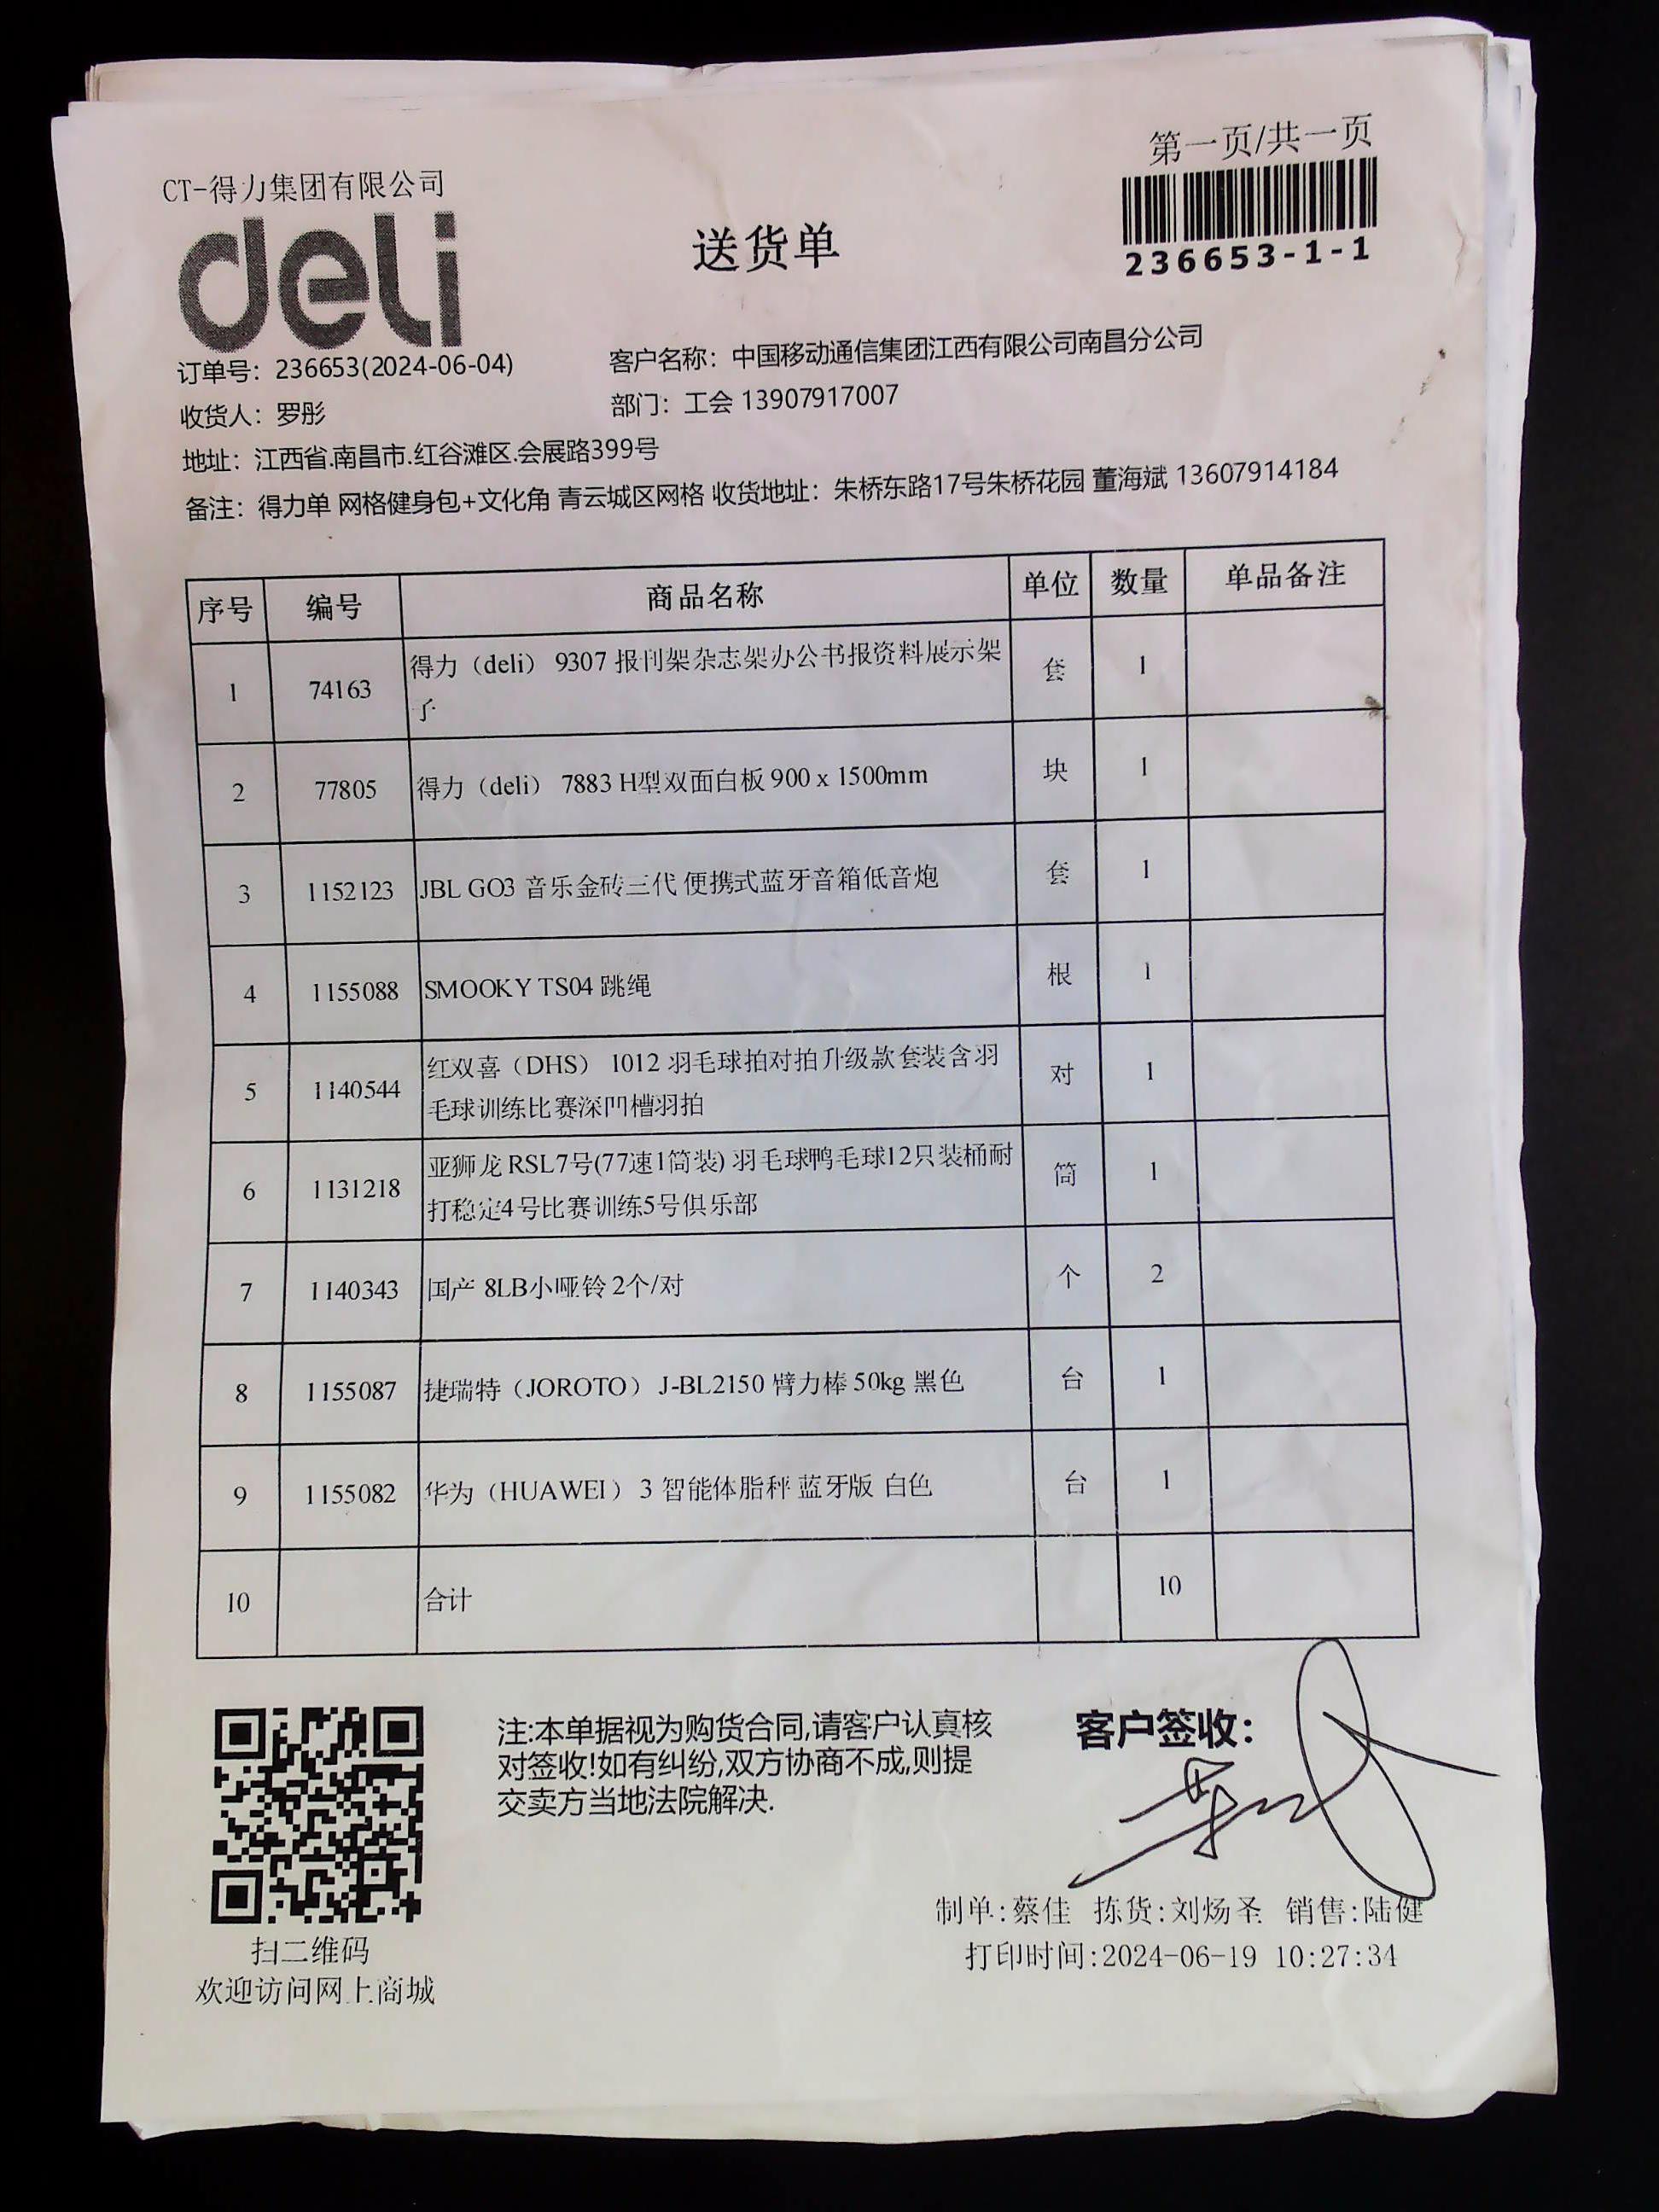 第一页/共一页
CT-得力集团有限公司
deli
送货单
236653-1-1
订单号：236653(2024-06-04)
客户名称：中国移动通信集团江西有限公司南昌分公司
收货人：罗彤
部门：工会 13907917007
地址：江西省.南昌市.红谷滩区.会展路399号
备注：得力单 网格健身包+文化角 青云城区网格 收货地址：朱桥东路17号朱桥花园 董海斌 13607914184
序号 编号 商品名称 单位 数量 单品备注
1 74163 得力（deli） 9307 报刊架杂志架办公书报资料展示架 套 1
子
2 77805 得力（deli） 7883 H型双面白板 900 x 1500mm 块 1
3 1152123 JBL GO3 音乐金砖三代 便携式蓝牙音箱低音炮 套 1
4 1155088 SMOOKY TS04 跳绳 根 1
5 1140544 红双喜（DHS） 1012 羽毛球拍对拍升级款套装含羽 对 1
毛球训练比赛深凹槽羽拍
6 1131218 亚狮龙 RSL7号(77速1筒装) 羽毛球鸭毛球12只装桶耐 筒 1
打稳定4号比赛训练5号俱乐部
7 1140343 国产 8LB小哑铃 2个/对 个 2
8 1155087 捷瑞特（JOROTO） J-BL2150 臂力棒 50kg 黑色 台 1
9 1155082 华为（HUAWEI） 3 智能体脂秤 蓝牙版 白色 台 1
10 合计 10
注:本单据视为购货合同,请客户认真核
对签收!如有纠纷,双方协商不成,则提
交卖方当地法院解决.
客户签收:
制单:蔡佳 拣货:刘炀圣 销售:陆健
打印时间:2024-06-19 10:27:34
扫二维码
欢迎访问网上商城